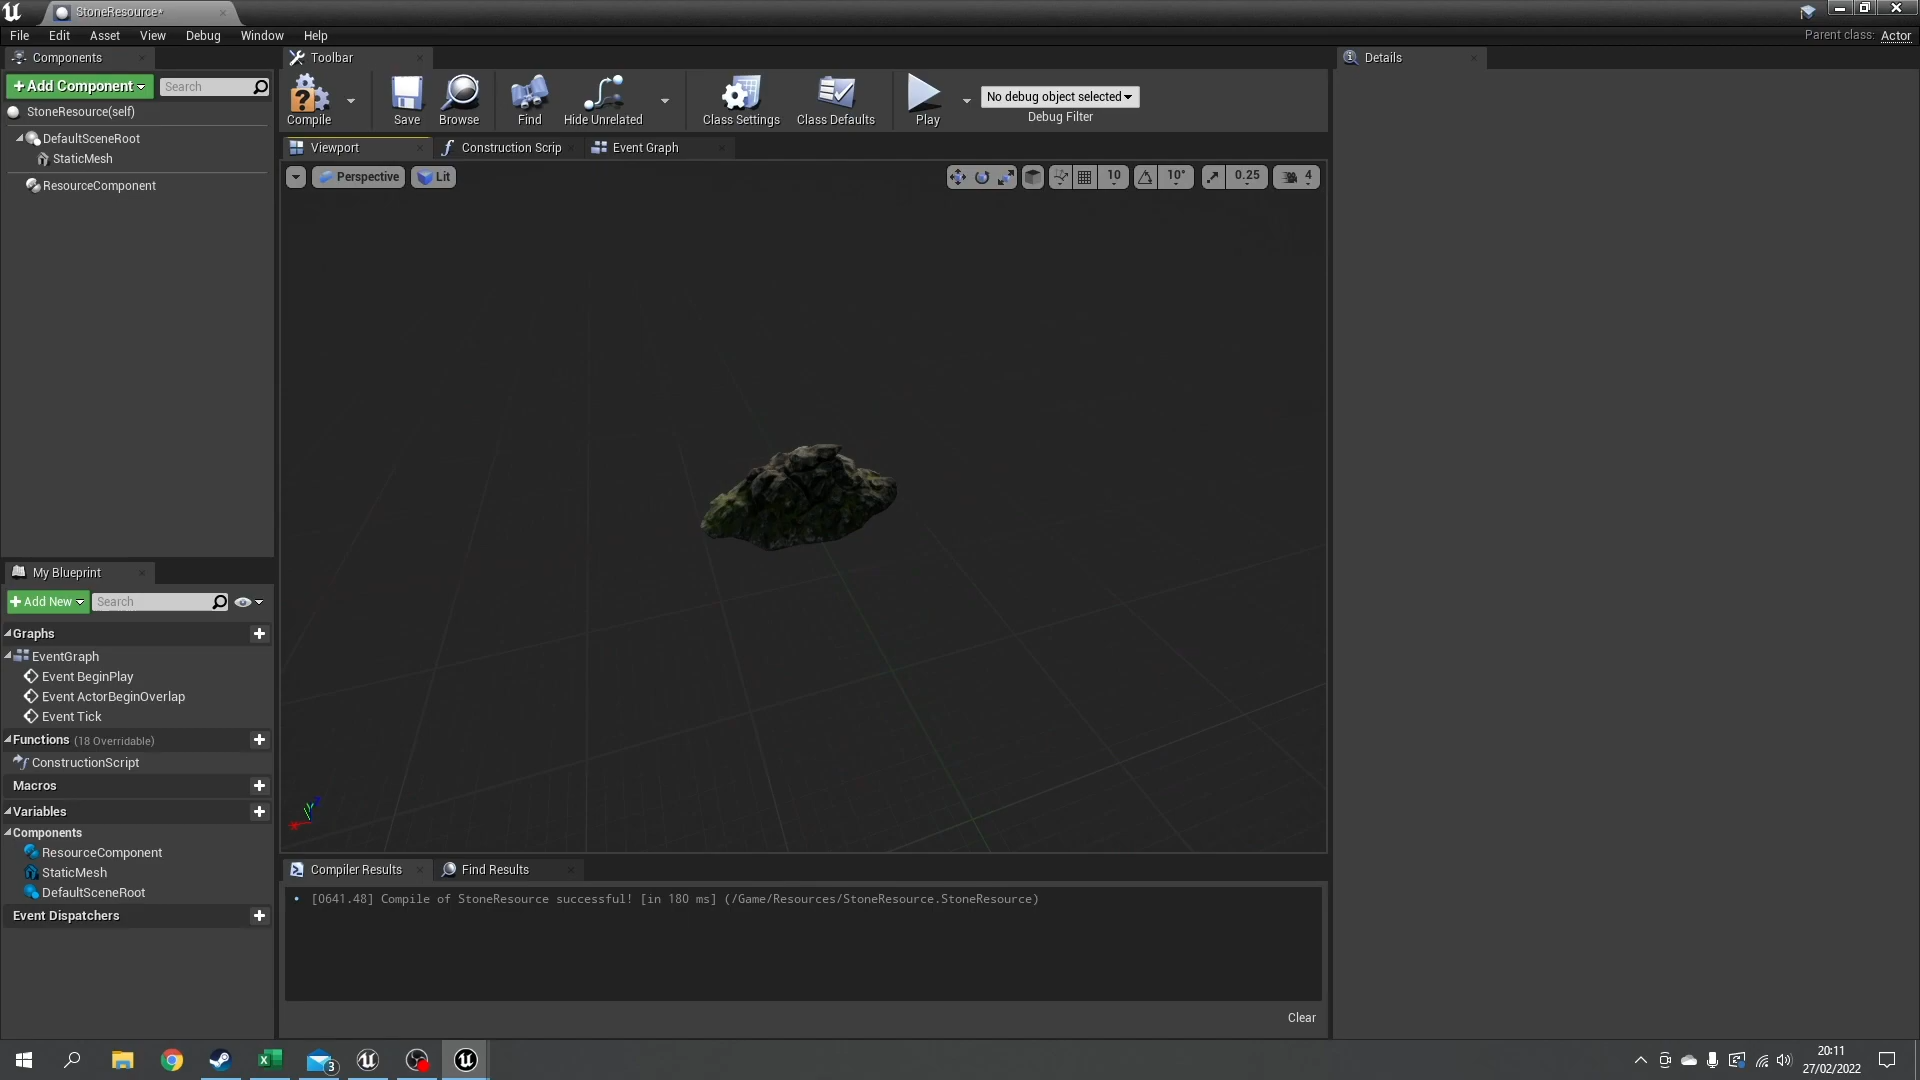 StoneResource*
File Edit Asset View Debug Window Help
Parent class: Actor
Components
Toolbar
Details
+Add Component
Search
Compile
Save
Browse
Find
Hide Unrelated
Class Settings
Class Defaults
Play
No debug object selected
Debug Filter
StoneResource(self)
DefaultSceneRoot
StaticMesh
ResourceComponent
Viewport
Construction Scrip
Event Graph
Perspective
Lit
10
10°
0.25
4
My Blueprint
+Add New
Search
Graphs
EventGraph
Event BeginPlay
Event ActorBeginOverlap
Event Tick
Functions (18 Overridable)
ConstructionScript
Macros
Variables
Components
ResourceComponent
StaticMesh
DefaultSceneRoot
Event Dispatchers
Compiler Results
Find Results
[0641.48] Compile of StoneResource successful! [in 180 ms] (/Game/Resources/StoneResource.StoneResource)
Clear
3
20:11
27/02/2022